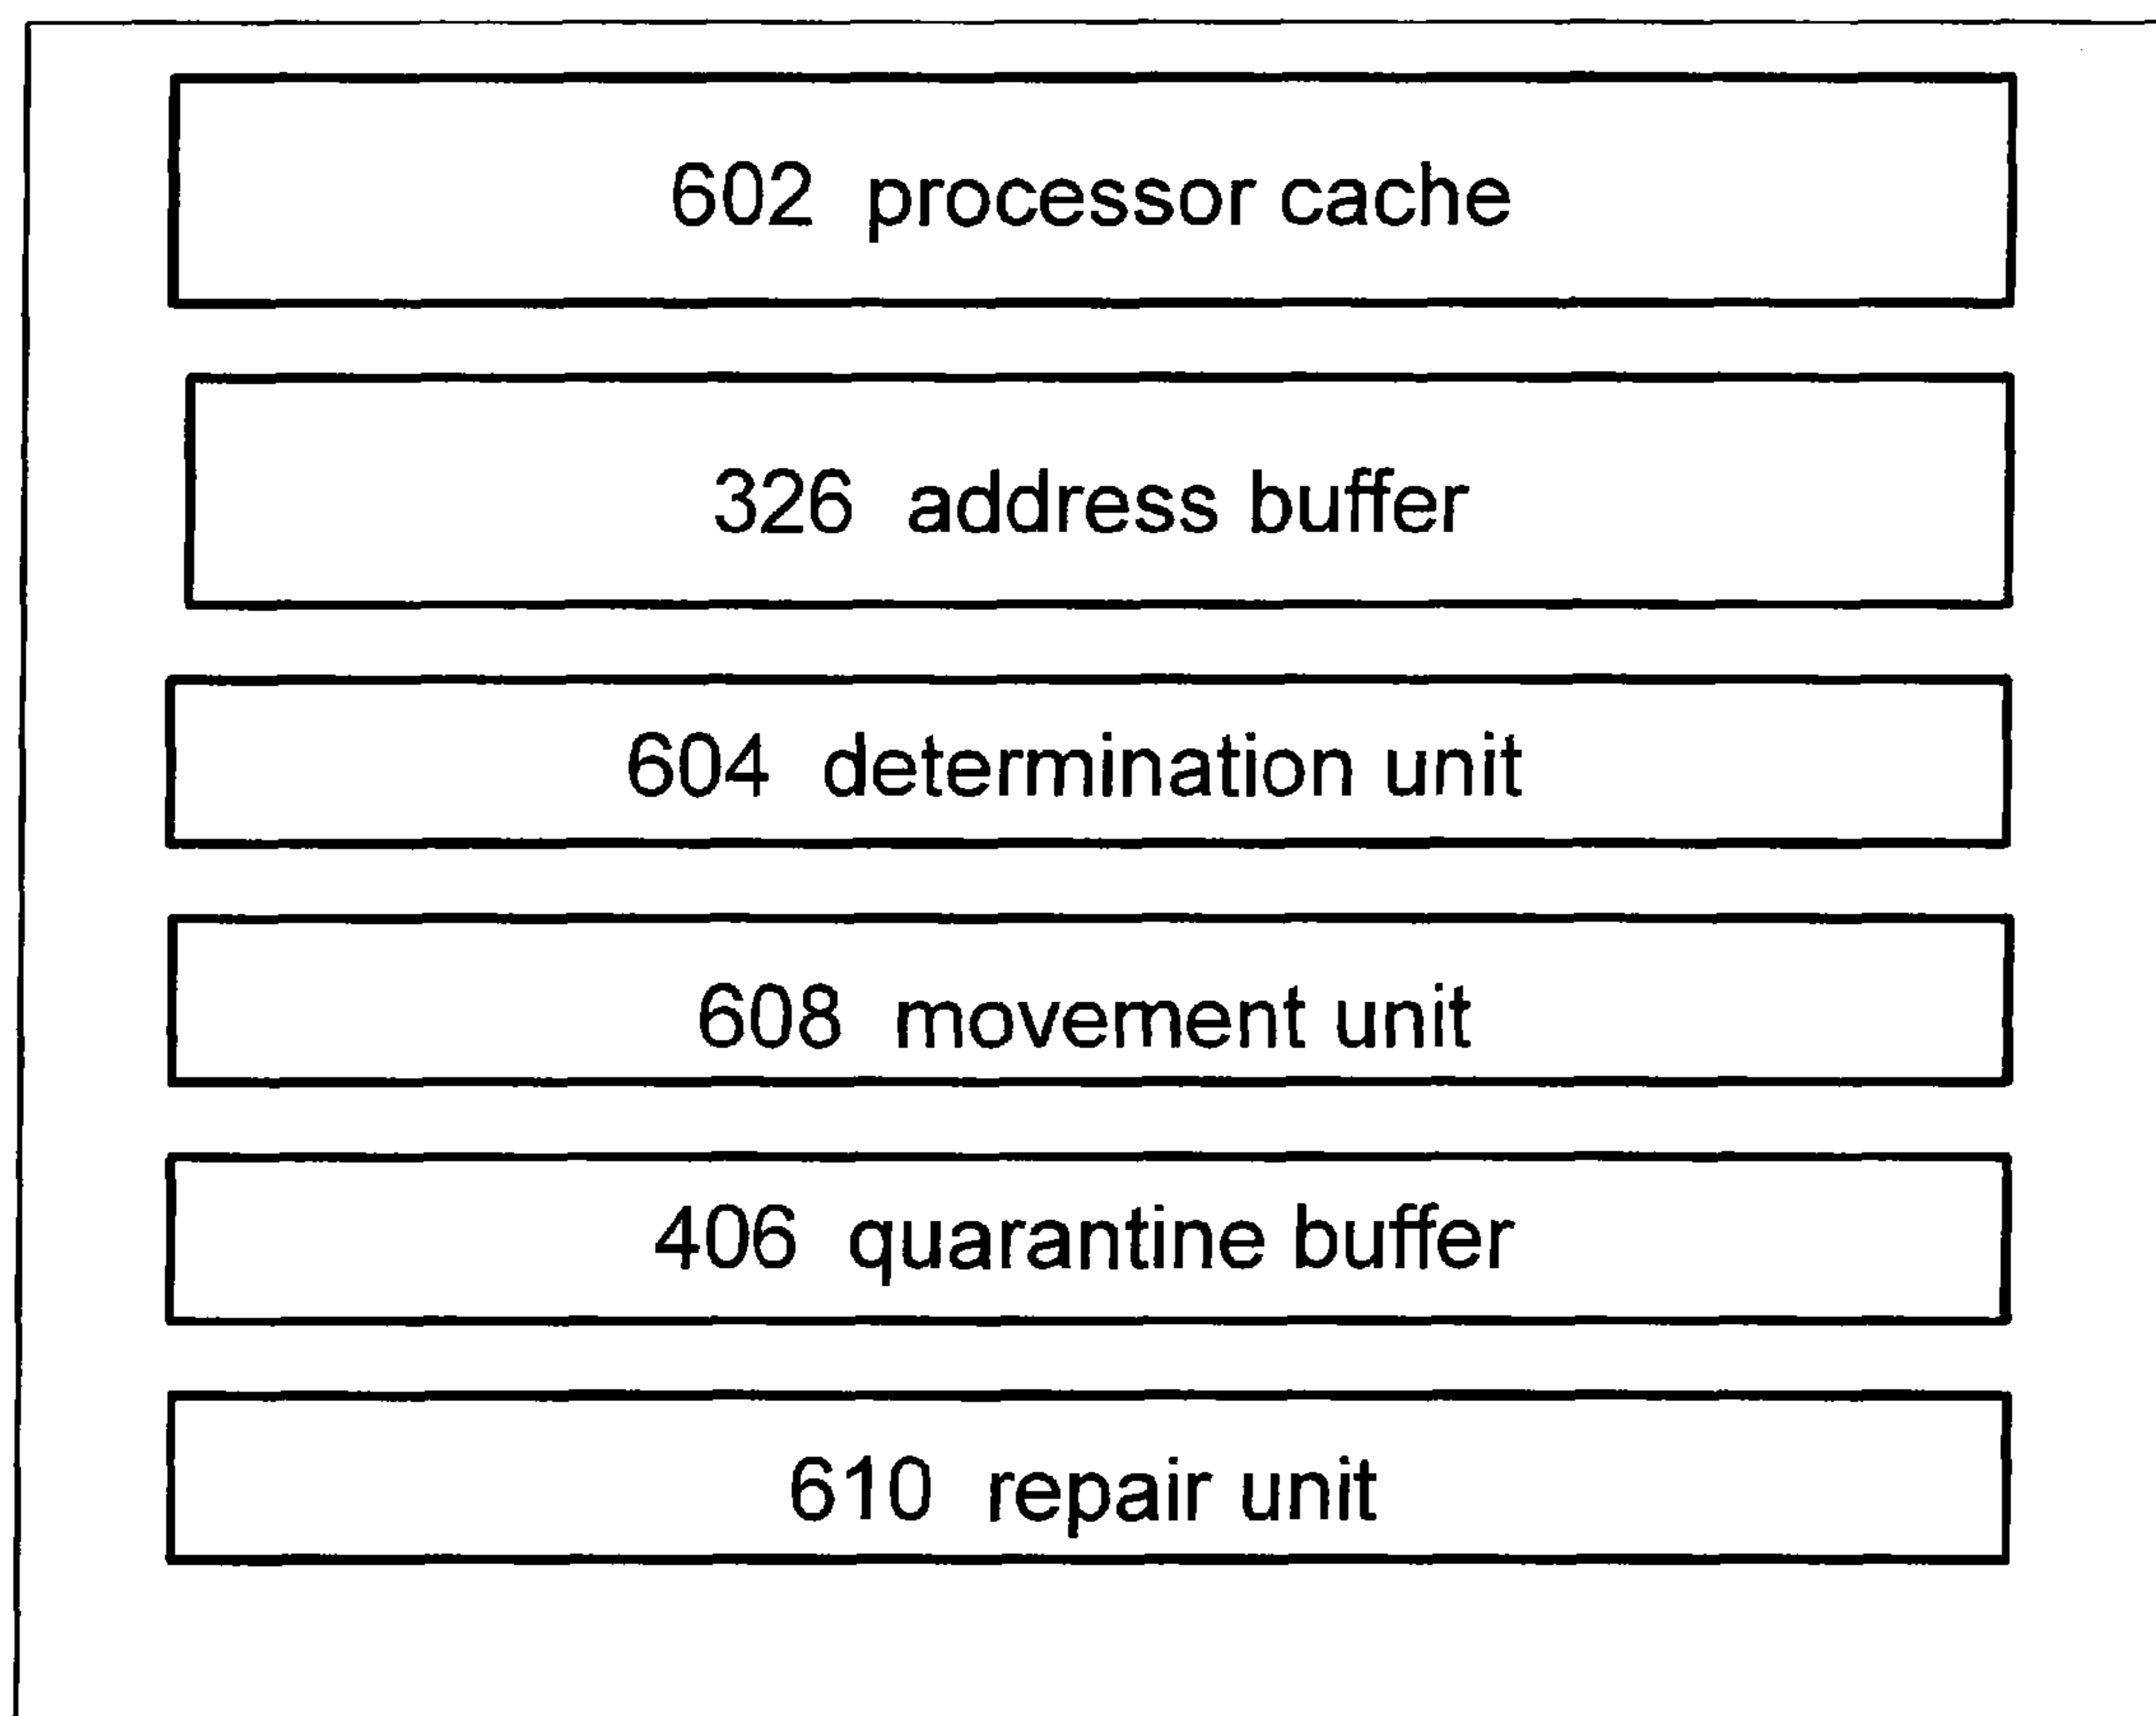 602 processor cache
326 address buffer
604 determination unit
608 movement unit
406 quarantine buffer
610 repair unit